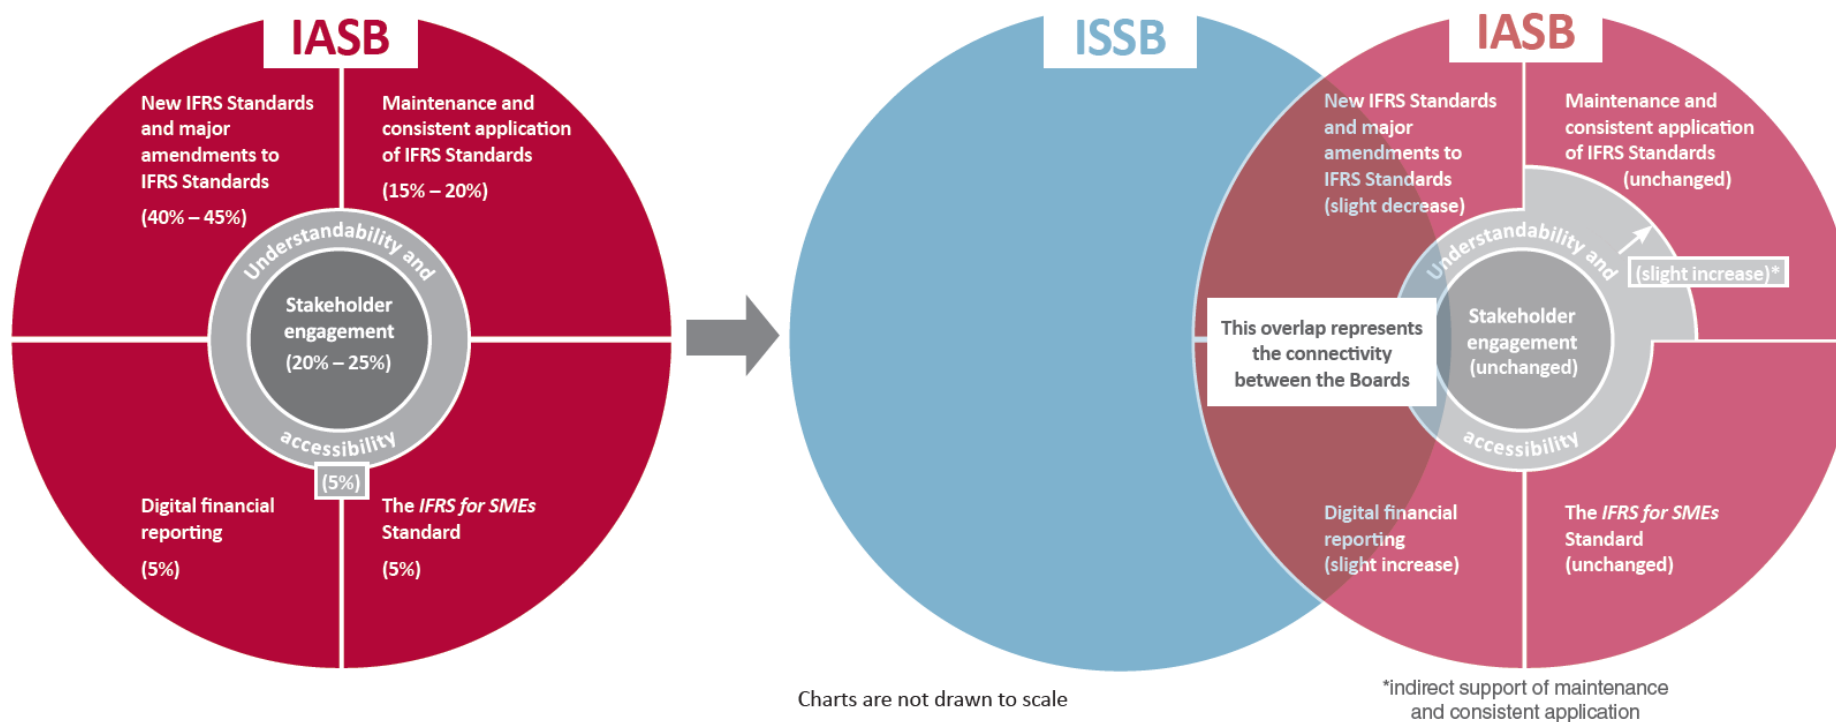 IASB
New IFRS Standards
and major
amendments to
IFRS Standards
(40% – 45%)
Maintenance and
consistent application
of IFRS Standards
(15% – 20%)
Understandability and
accessibility
(5%)
Stakeholder
engagement
(20% – 25%)
Digital financial
reporting
(5%)
The IFRS for SMEs
Standard
(5%)
ISSB
IASB
New IFRS Standards
and major
amendments to
IFRS Standards
(slight decrease)
Maintenance and
consistent application
of IFRS Standards
(unchanged)
Understandability and
accessibility
(slight increase)*
This overlap represents
the connectivity
between the Boards
Stakeholder
engagement
(unchanged)
Digital financial
reporting
(slight increase)
The IFRS for SMEs
Standard
(unchanged)
Charts are not drawn to scale
*indirect support of maintenance
and consistent application